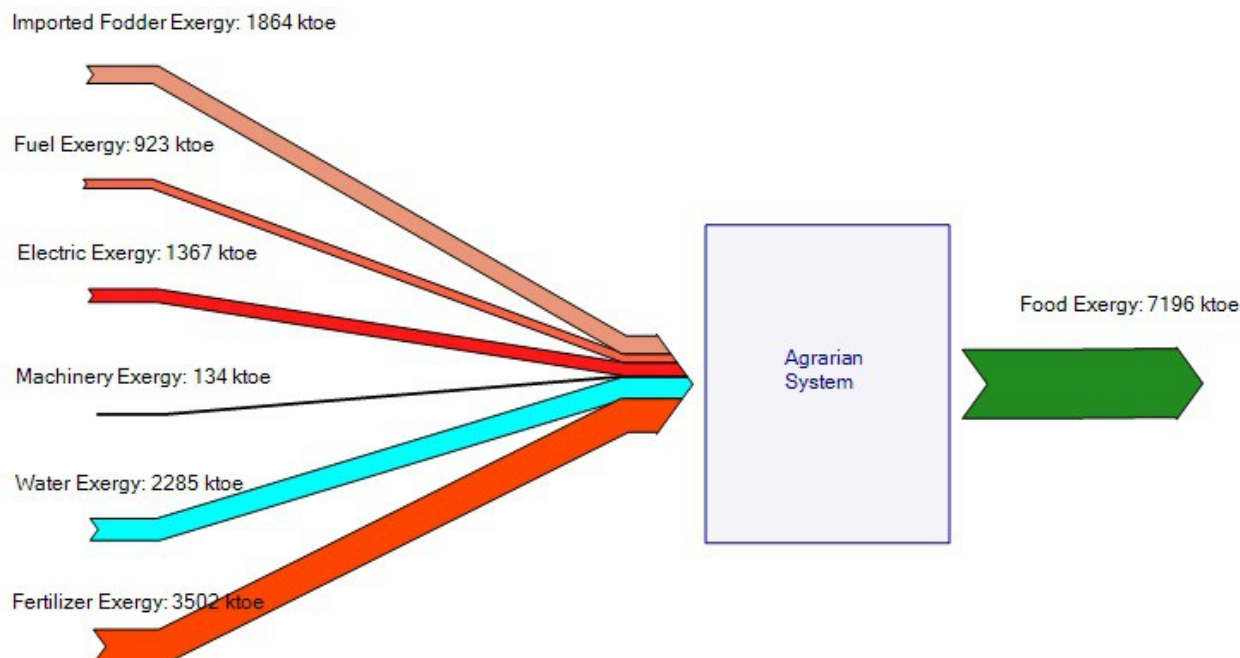 Imported Fodder Exergy: 1864 ktoe
Fuel Exergy: 923 ktoe
Electric Exergy: 1367 ktoe
Machinery Exergy: 134 ktoe
Water Exergy: 2285 ktoe
Fertilizer Exergy: 3502 ktoe
Agrarian
System
Food Exergy: 7196 ktoe